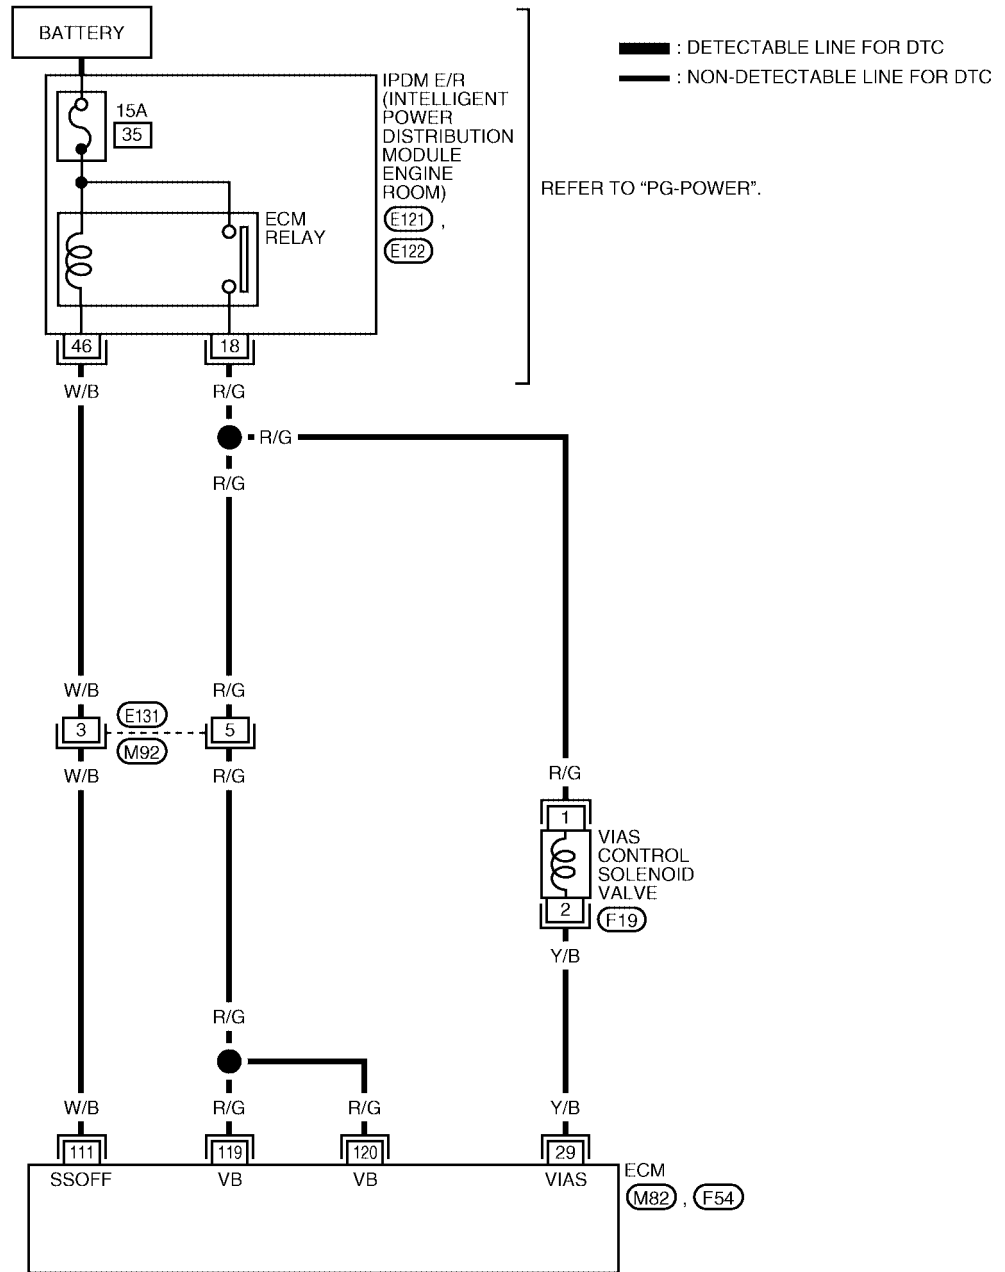 BATTERY
: DETECTABLE LINE FOR DTC
: NON-DETECTABLE LINE FOR DTC
15A
35
IPDM E/R
(INTELLIGENT
POWER
DISTRIBUTION
MODULE
ENGINE
ROOM)
E121 ,
E122
REFER TO “PG-POWER”.
ECM
RELAY
46
18
W/B
R/G
R/G
R/G
W/B
R/G
3
E131
M92
5
W/B
R/G
R/G
1
VIAS
CONTROL
SOLENOID
VALVE
2
F19
Y/B
R/G
W/B
R/G
R/G
Y/B
111
119
120
29
SSOFF
VB
VB
VIAS
ECM
M82 , F54